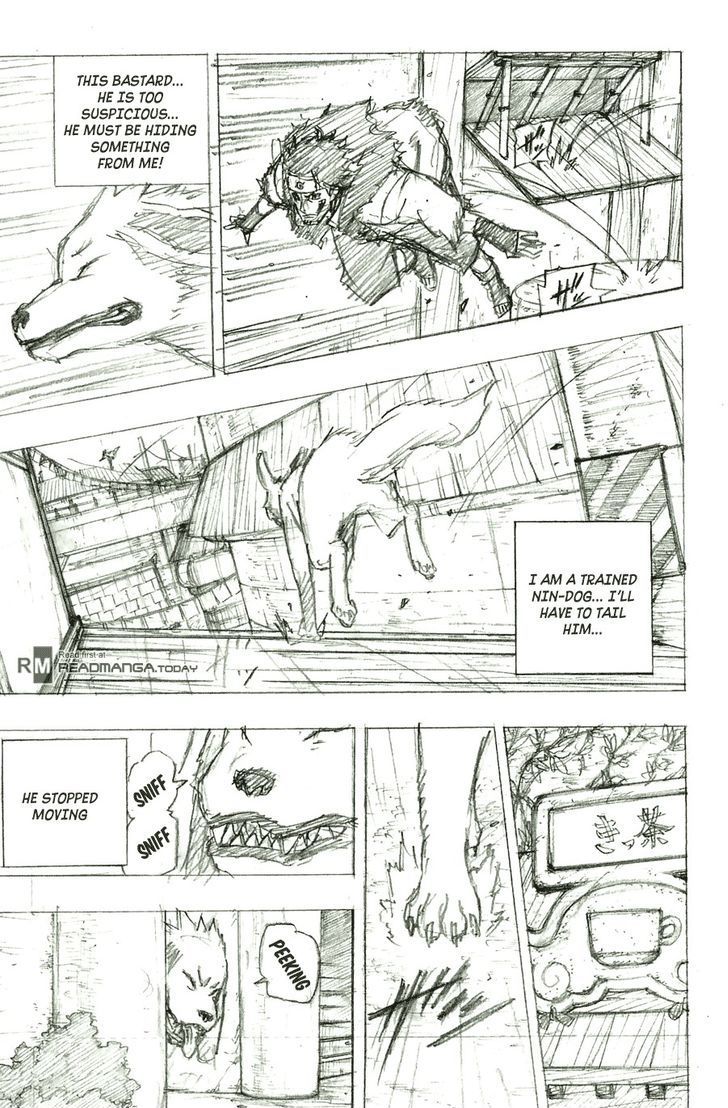 THIS BASTARD...
HE IS TOO
SUSPICIOUS...
HE MUST BE HIDING
SOMETHING
FROM ME!
I AM A TRAINED
NIN-DOG... I'LL
HAVE TO TAIL
HIM...
RM
Read first at
READMANGA.TODAY
HE STOPPED
MOVING
SNIFF
SNIFF
PEEKING